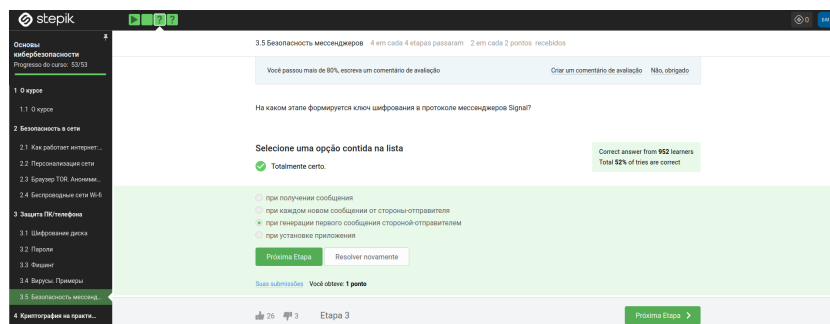 stepik
0
Основы кибербезопасности
Progresso do curso: 53/53
1 О курсе
1.1 О курсе
2 Безопасность в сети
2.1 Как работает интернет:...
2.2 Персонализация сети
2.3 Браузер TOR. Анонимн...
2.4 Беспроводные сети Wi-fi
3 Защита ПК/телефона
3.1 Шифрование диска
3.2 Пароли
3.3 Фишинг
3.4 Вирусы. Примеры
3.5 Безопасность мессенд...
4 Криптография на практи...
3.5 Безопасность мессенджеров 4 em cada 4 etapas passaram 2 em cada 2 pontos recebidos
Você passou mais de 80%, escreva um comentário de avaliação Criar um comentário de avaliação Não, obrigado
На каком этапе формируется ключ шифрования в протоколе мессенджеров Signal?
Selecione uma opção contida na lista
Totalmente certo.
Correct answer from 952 learners
Total 52% of tries are correct
при получении сообщения
при каждом новом сообщении от стороны-отправителя
при генерации первого сообщения стороной-отправителем
при установке приложения
Próxima Etapa Resolver novamente
Suas submissões Você obteve: 1 ponto
26 3 Etapa 3 Próxima Etapa